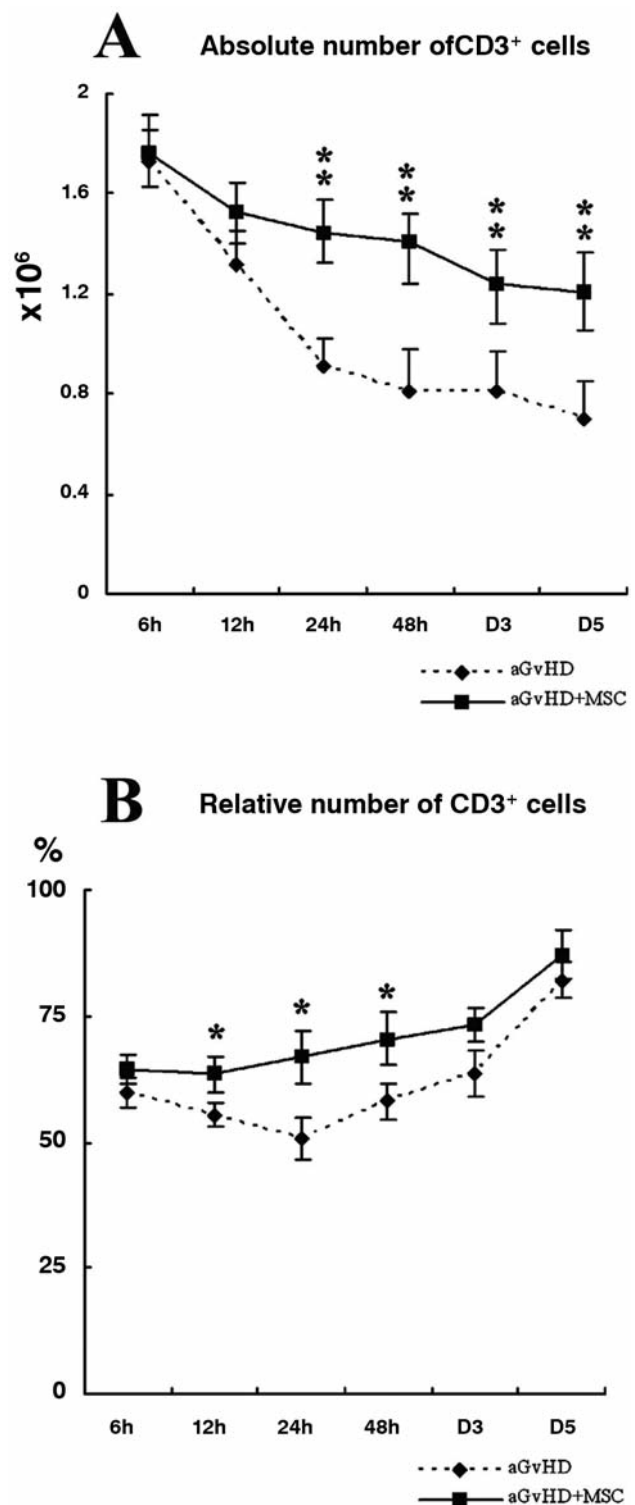 A Absolute number ofCD3⁺ cells
2
* * * *
* * * *
1.6
x10⁶
1.2
0.8
0.4
0
6h 12h 24h 48h D3 D5
aGvHD
aGvHD+MSC
B Relative number of CD3⁺ cells
%
100
* * *
75
50
25
0
6h 12h 24h 48h D3 D5
aGvHD
aGvHD+MSC